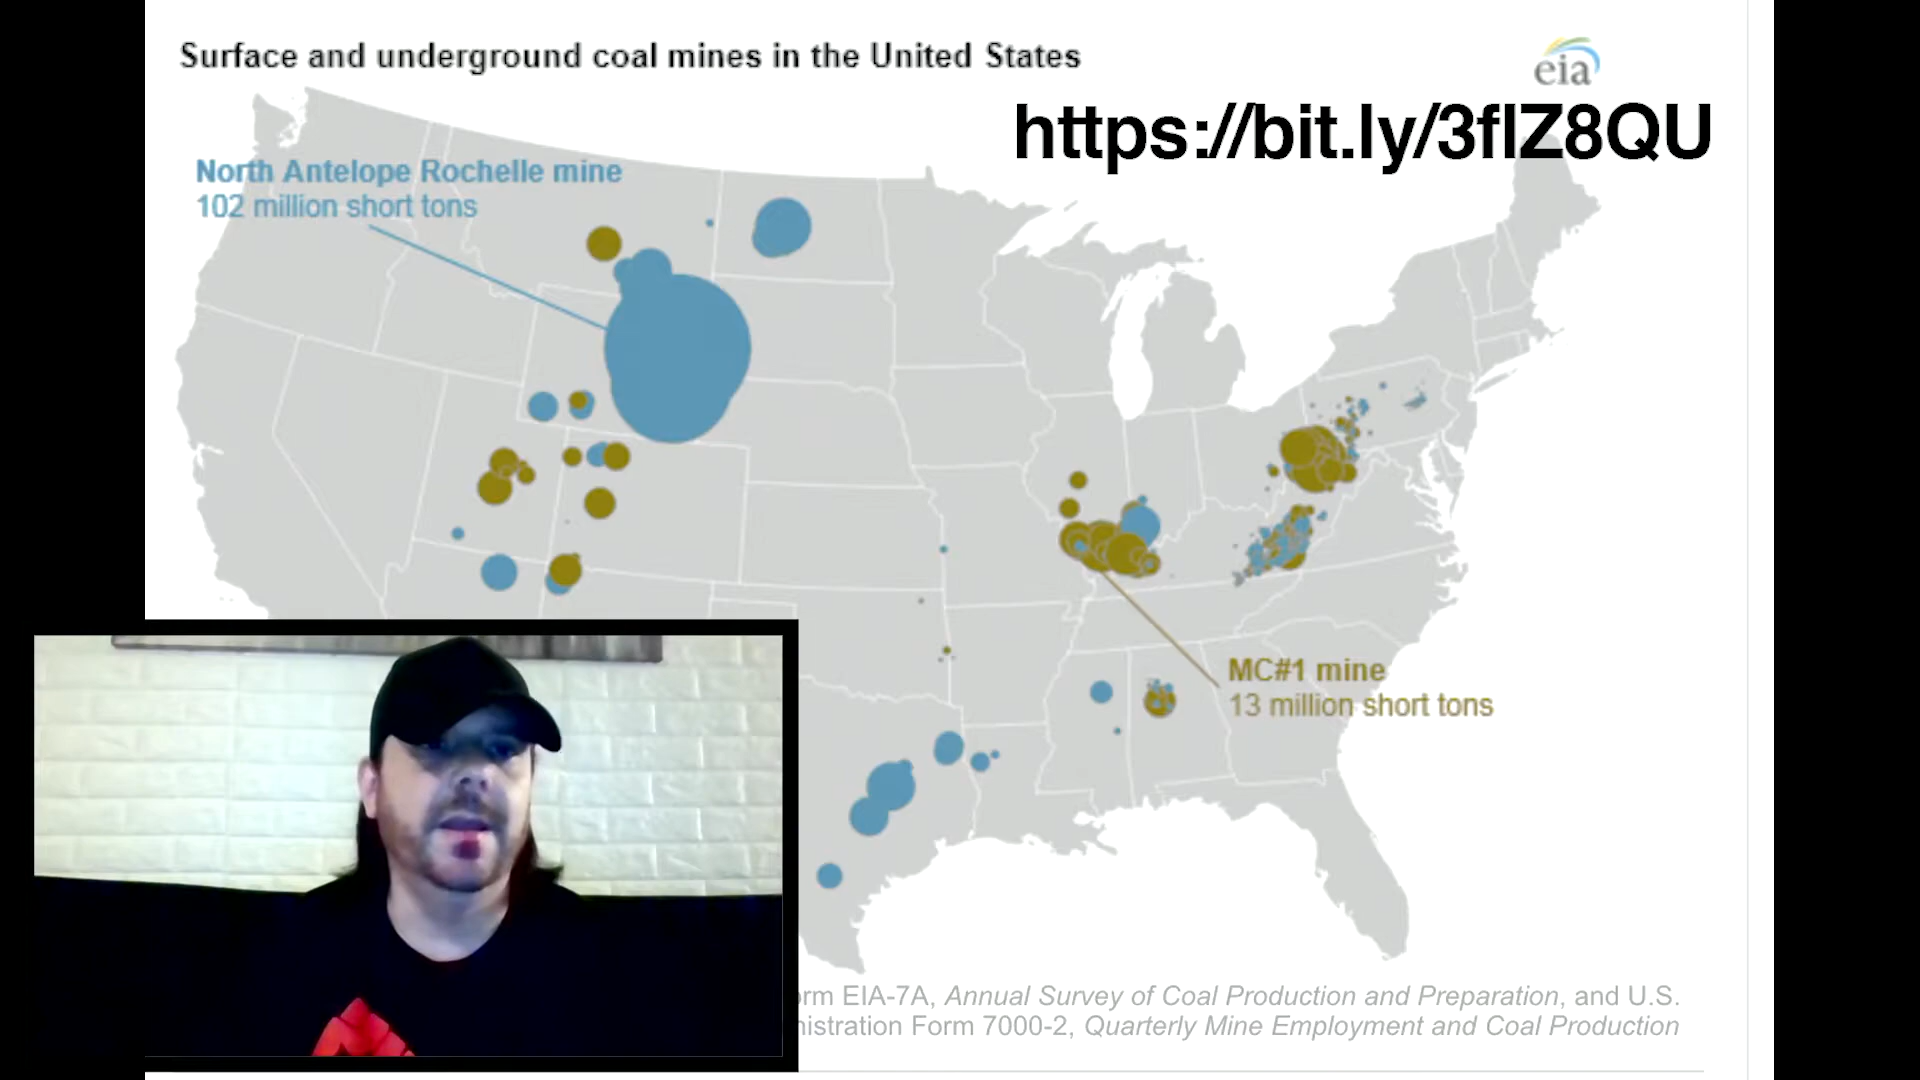 Surface and underground coal mines in the United States
eia
https://bit.ly/3flZ8QU
North Antelope Rochelle mine
102 million short tons
MC#1 mine
13 million short tons
EIA-7A, Annual Survey of Coal Production and Preparation, and U.S.
Form 7000-2, Quarterly Mine Employment and Coal Production